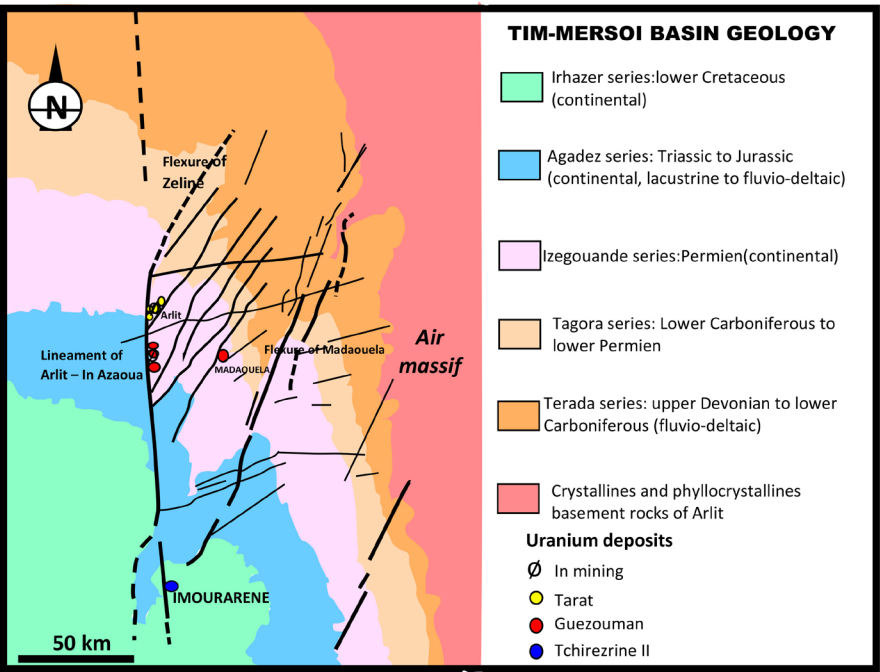 TIM-MERSOI BASIN GEOLOGY
N
Flexure of
Zeline
Arlit
Lineament of
Arlit – In Azaoua
MADAOUELA
Flexure of Madaouela
Air
massif
IMOURARENE
50 km
Irhazer series:lower Cretaceous
(continental)
Agadez series: Triassic to Jurassic
(continental, lacustrine to fluvio-deltaic)
Izegouande series:Permien(continental)
Tagora series: Lower Carboniferous to
lower Permien
Terada series: upper Devonian to lower
Carboniferous (fluvio-deltaic)
Crystallines and phyllocrystallines
basement rocks of Arlit
Uranium deposits
In mining
Tarat
Guezouman
Tchirezrine II